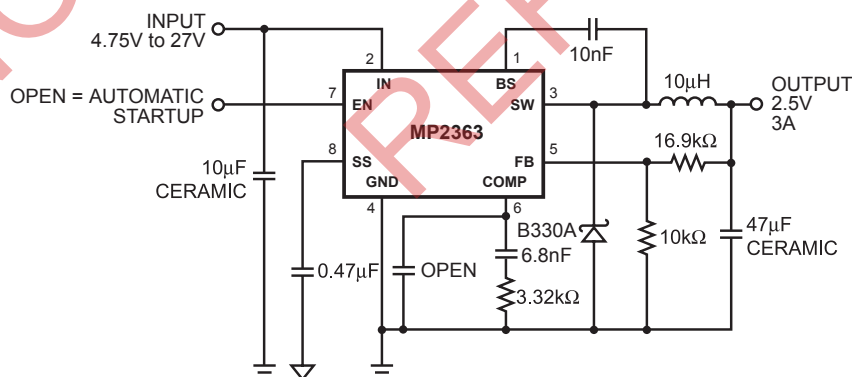 INPUT
4.75V to 27V
OPEN = AUTOMATIC
STARTUP
10µF
CERAMIC
0.47µF
OPEN
2
IN
7
EN
8
SS
GND
4
MP2363
1
BS
SW
3
FB
5
COMP
6
10nF
10µH
OUTPUT
2.5V
3A
16.9kΩ
B330A
6.8nF
3.32kΩ
10kΩ
47µF
CERAMIC